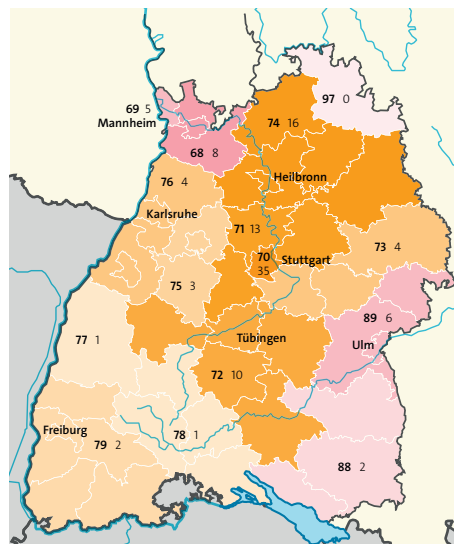 97 0
69 5
Mannheim
74 16
68 8
Heilbronn
76 4
Karlsruhe
71 13
73 4
70
35
Stuttgart
75 3
89 6
77 1
Tübingen
Ulm
72 10
Freiburg
78 1
79 2
88 2